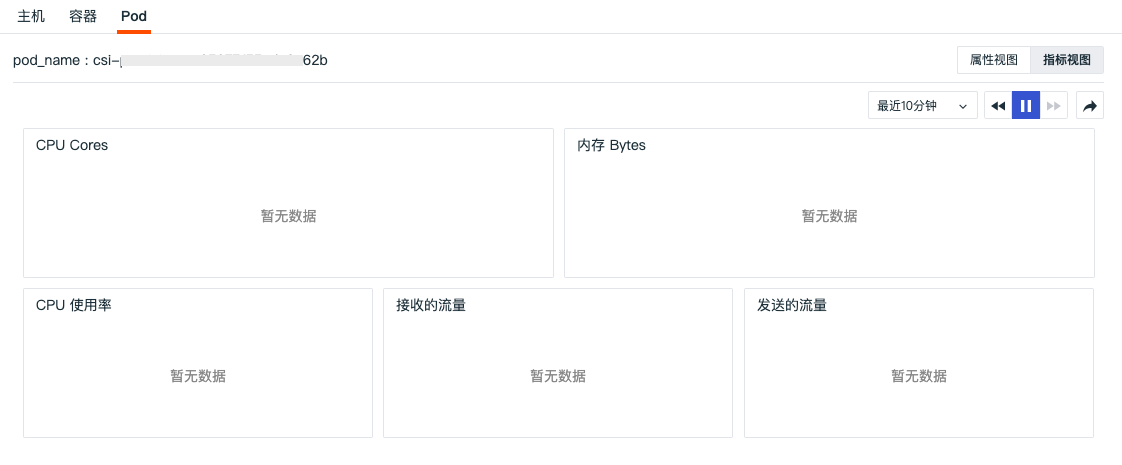 主机 容器 Pod
pod_name : csi- 62b 属性视图 指标视图
最近10分钟
CPU Cores 内存 Bytes
暂无数据 暂无数据
CPU 使用率 接收的流量 发送的流量
暂无数据 暂无数据 暂无数据